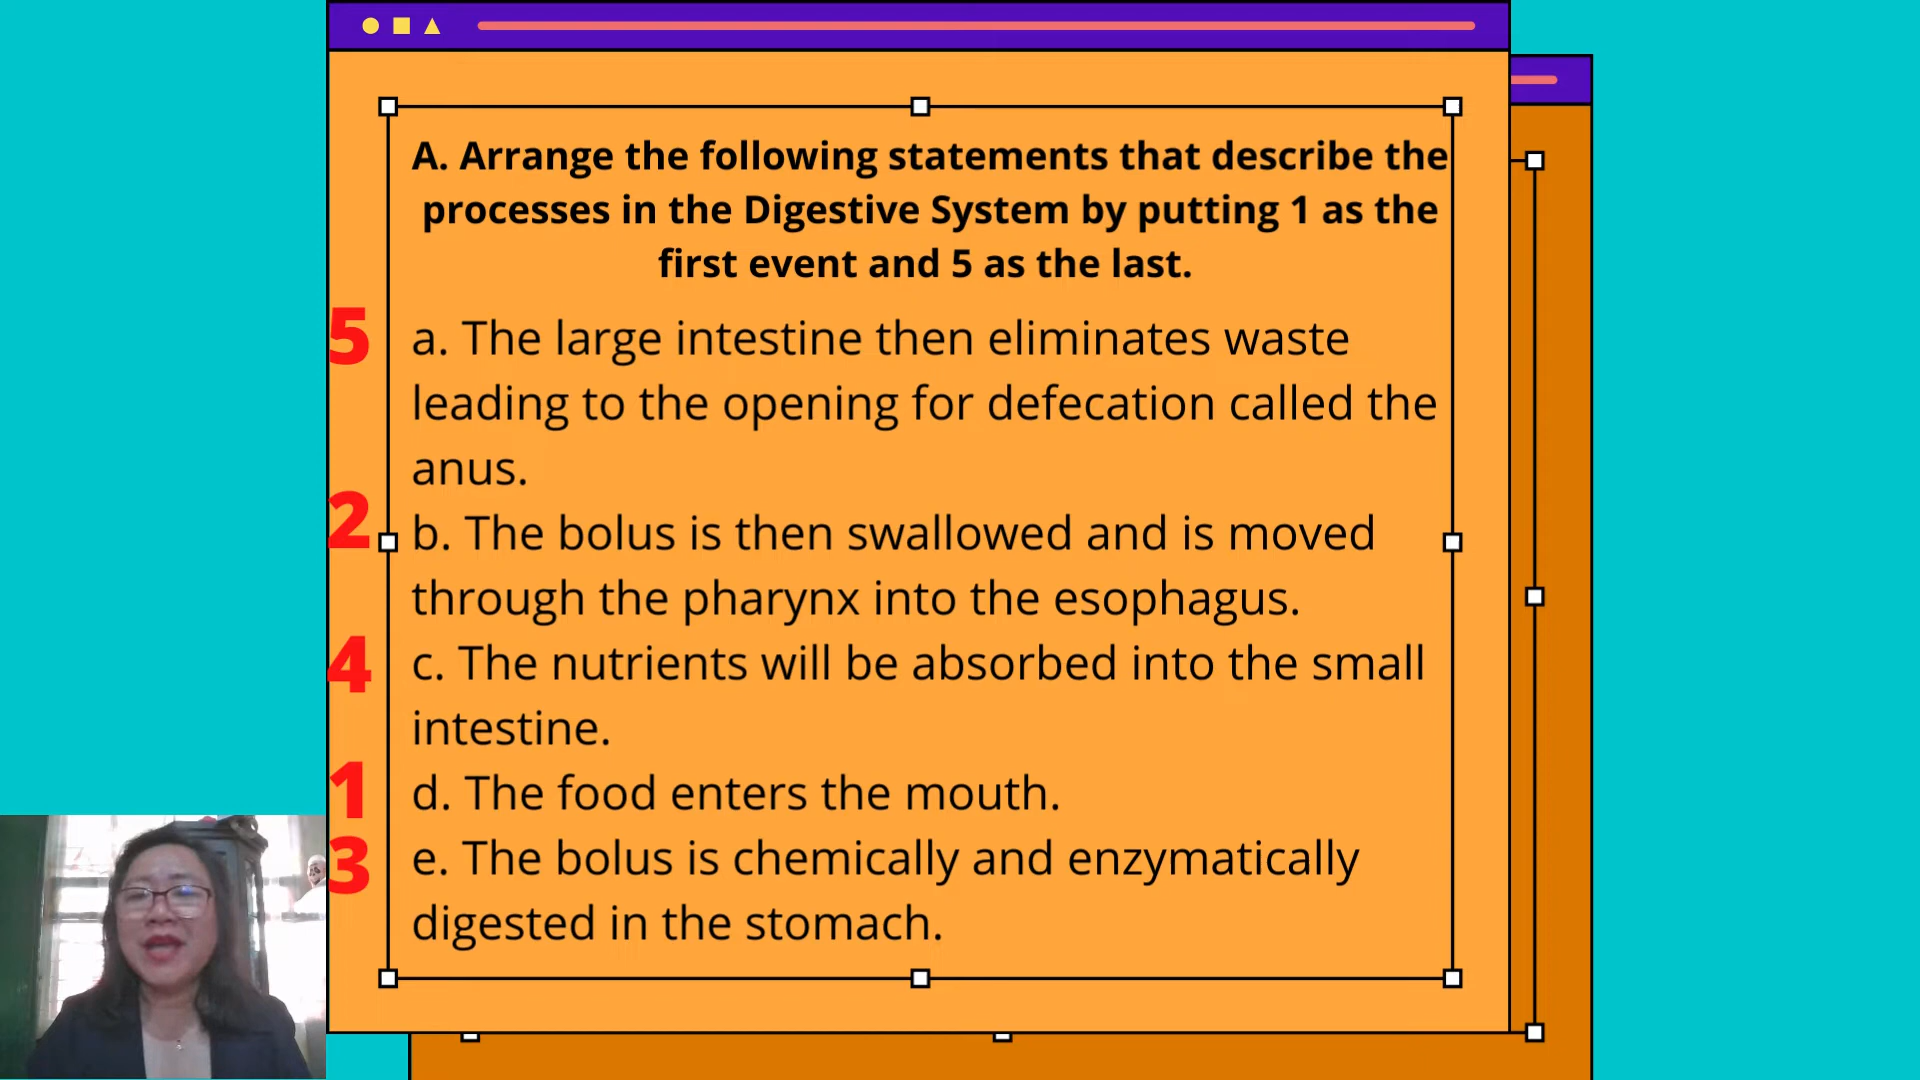 A. Arrange the following statements that describe the
processes in the Digestive System by putting 1 as the
first event and 5 as the last.
5 a. The large intestine then eliminates waste
leading to the opening for defecation called the
anus.
2 b. The bolus is then swallowed and is moved
through the pharynx into the esophagus.
4 c. The nutrients will be absorbed into the small
intestine.
1 d. The food enters the mouth.
3 e. The bolus is chemically and enzymatically
digested in the stomach.